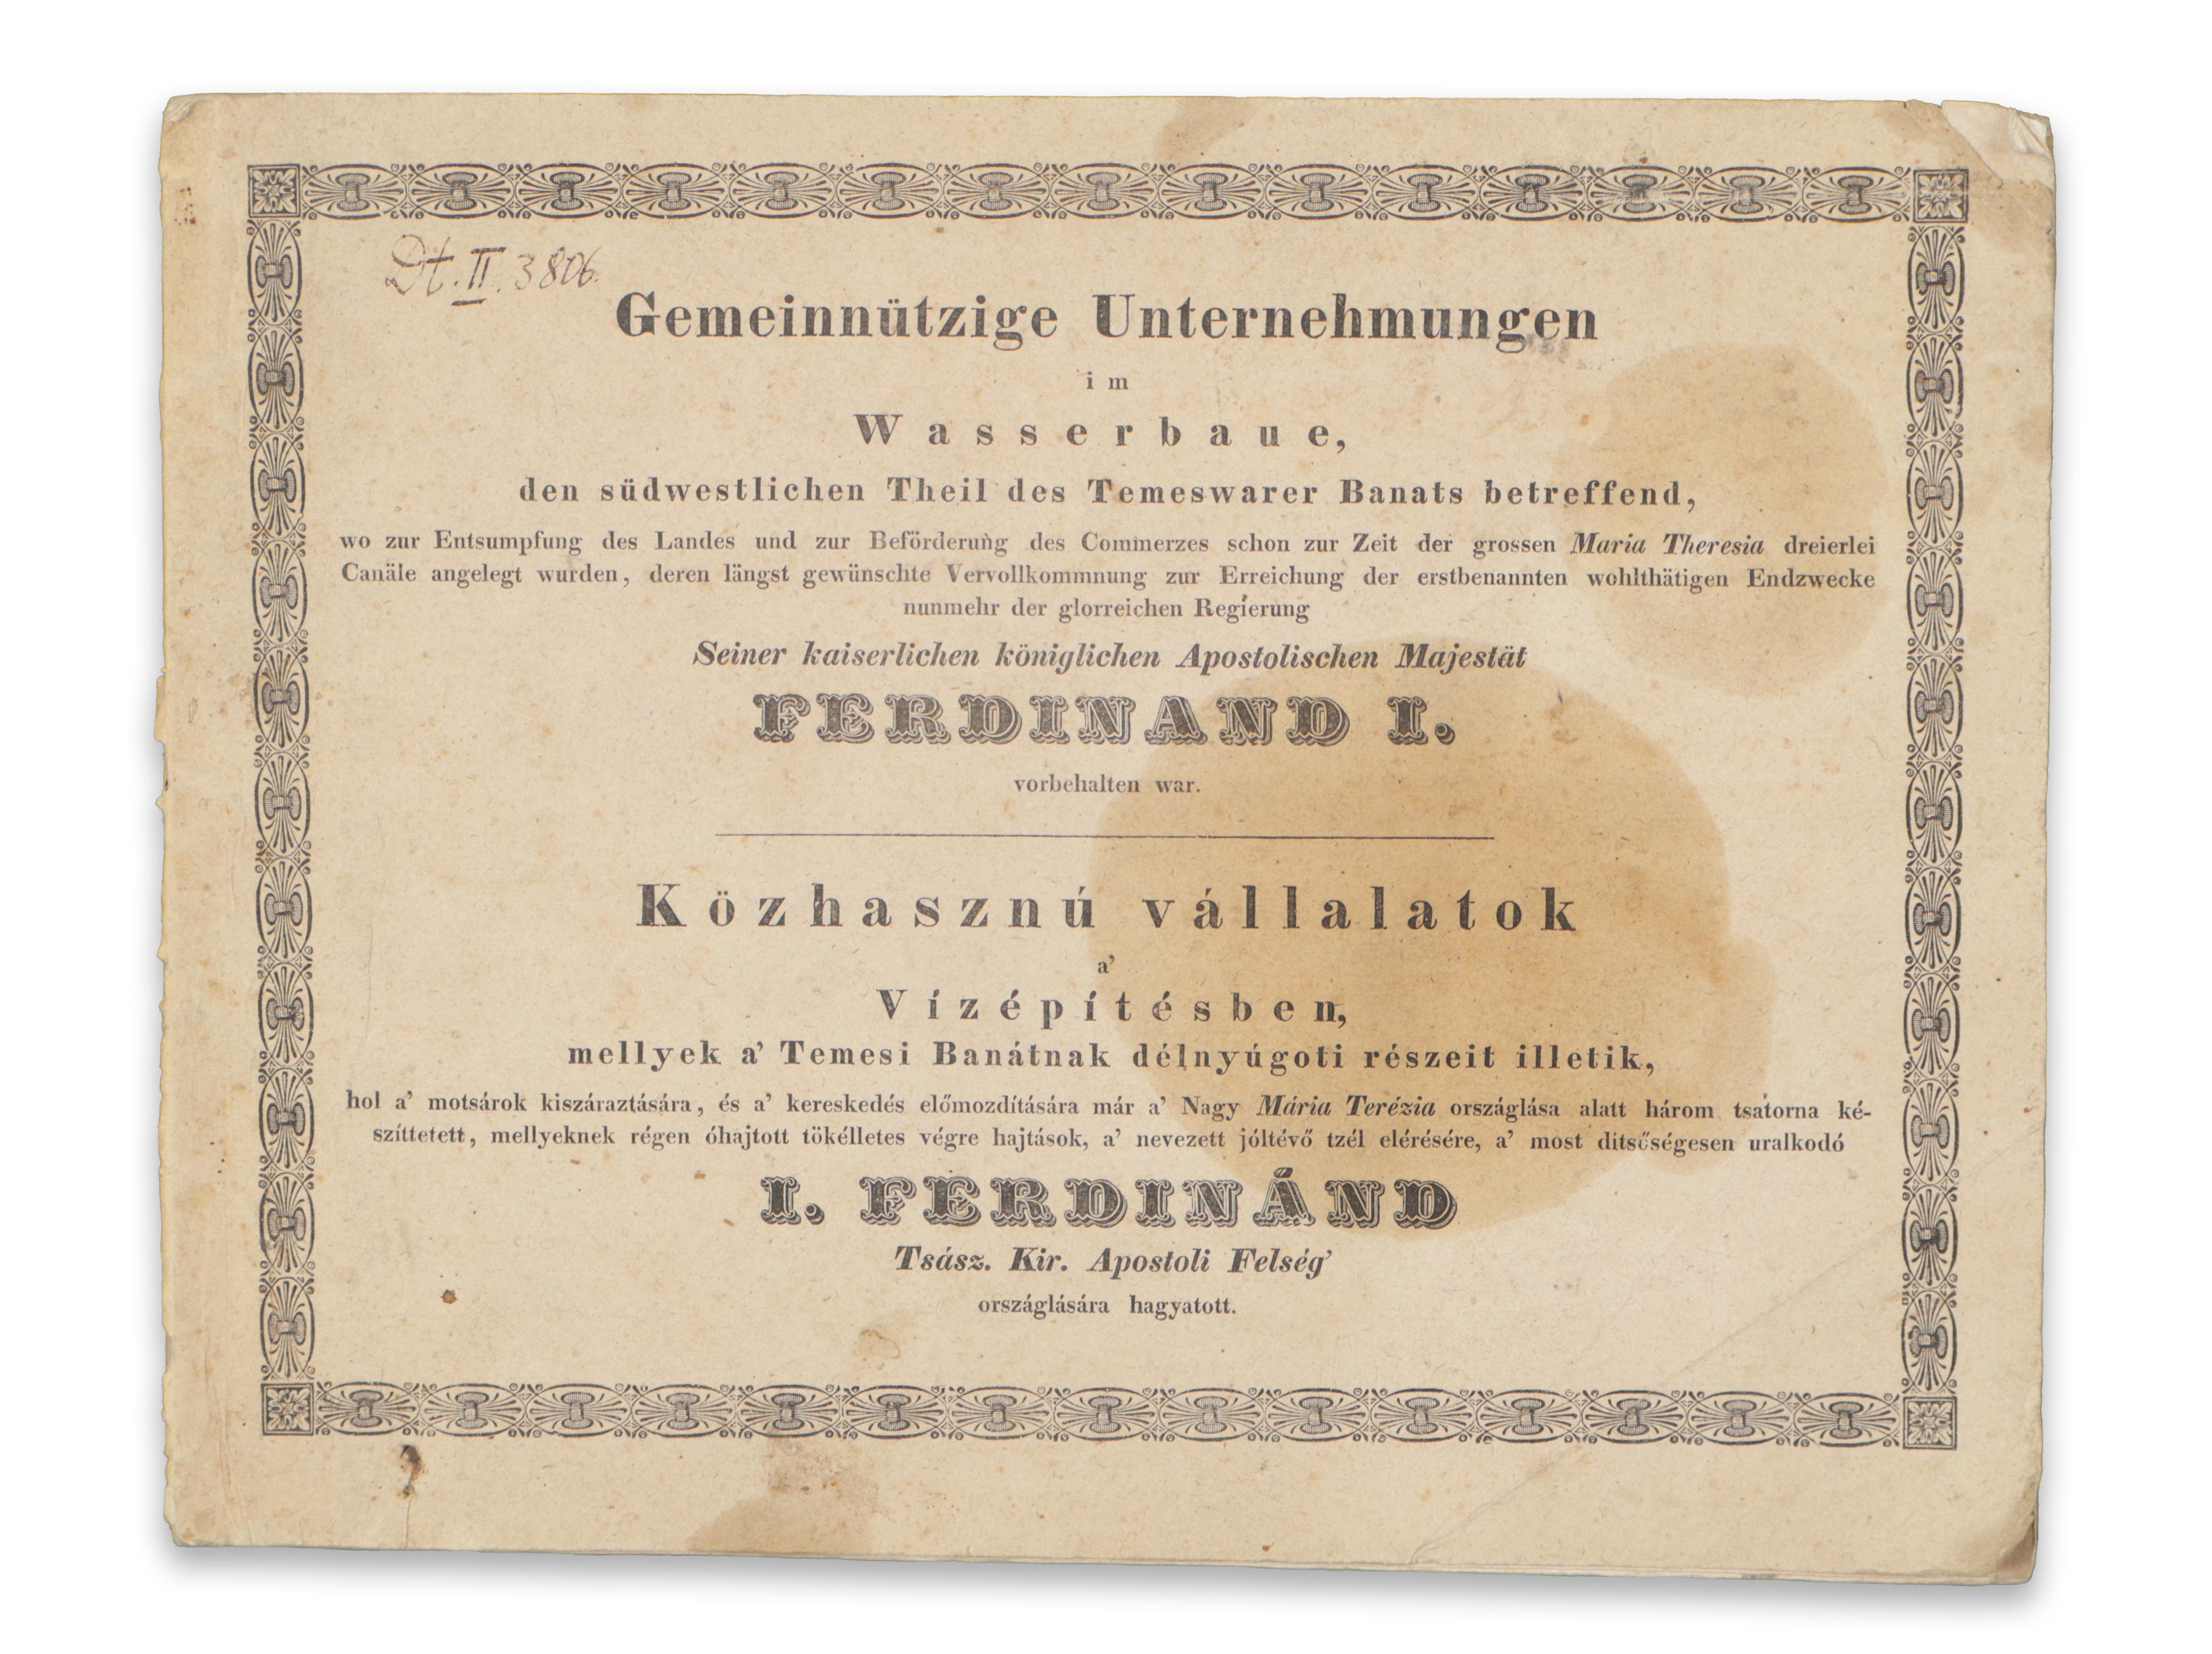 Dt. II. 3806.
Gemeinnützige Unternehmungen
im
Wasserbaue,
den südwestlichen Theil des Temeswarer Banats betreffend,
wo zur Entsumpfung des Landes und zur Beförderung des Commerzes schon zur Zeit der grossen Maria Theresia dreierlei
Canäle angelegt wurden, deren längst gewünschte Vervollkommnung zur Erreichung der erstbenannten wohlthätigen Endzwecke
nunmehr der glorreichen Regierung
Seiner kaiserlichen königlichen Apostolischen Majestät
FERDINAND I.
vorbehalten war.
Közhasznú vállalatok
a'
Vízépítésben,
mellyek a' Temesi Banátnak délnyúgoti részeit illetik,
hol a' motsárok kiszáraztására, és a' kereskedés előmozdítására már a' Nagy Mária Terézia országlása alatt három tsatorna ké-
szíttetett, mellyeknek régen óhajtott tökélletes végre hajtások, a' nevezett jóltévő tzél elérésére, a' most ditsőségesen uralkodó
I. FERDINÁND
Tsász. Kir. Apostoli Felség'
országlására hagyatott.